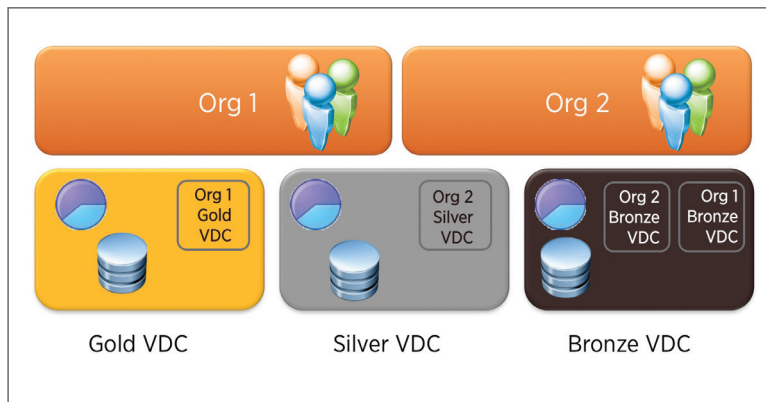 Org 1
Org 2
Org 1
Gold
VDC
Org 2
Silver
VDC
Org 2
Bronze
VDC
Org 1
Bronze
VDC
Gold VDC
Silver VDC
Bronze VDC